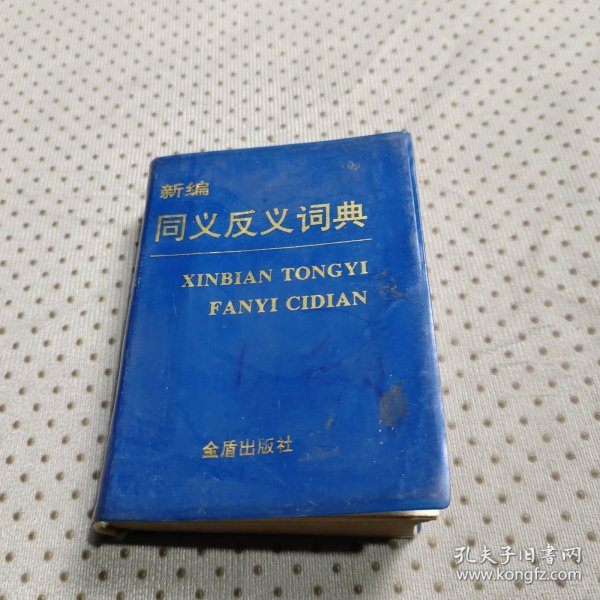 新编
同义反义词典
XINBIAN TONGYI
FANYI CIDIAN
金盾出版社
孔夫子旧书网
www.kongfz.com